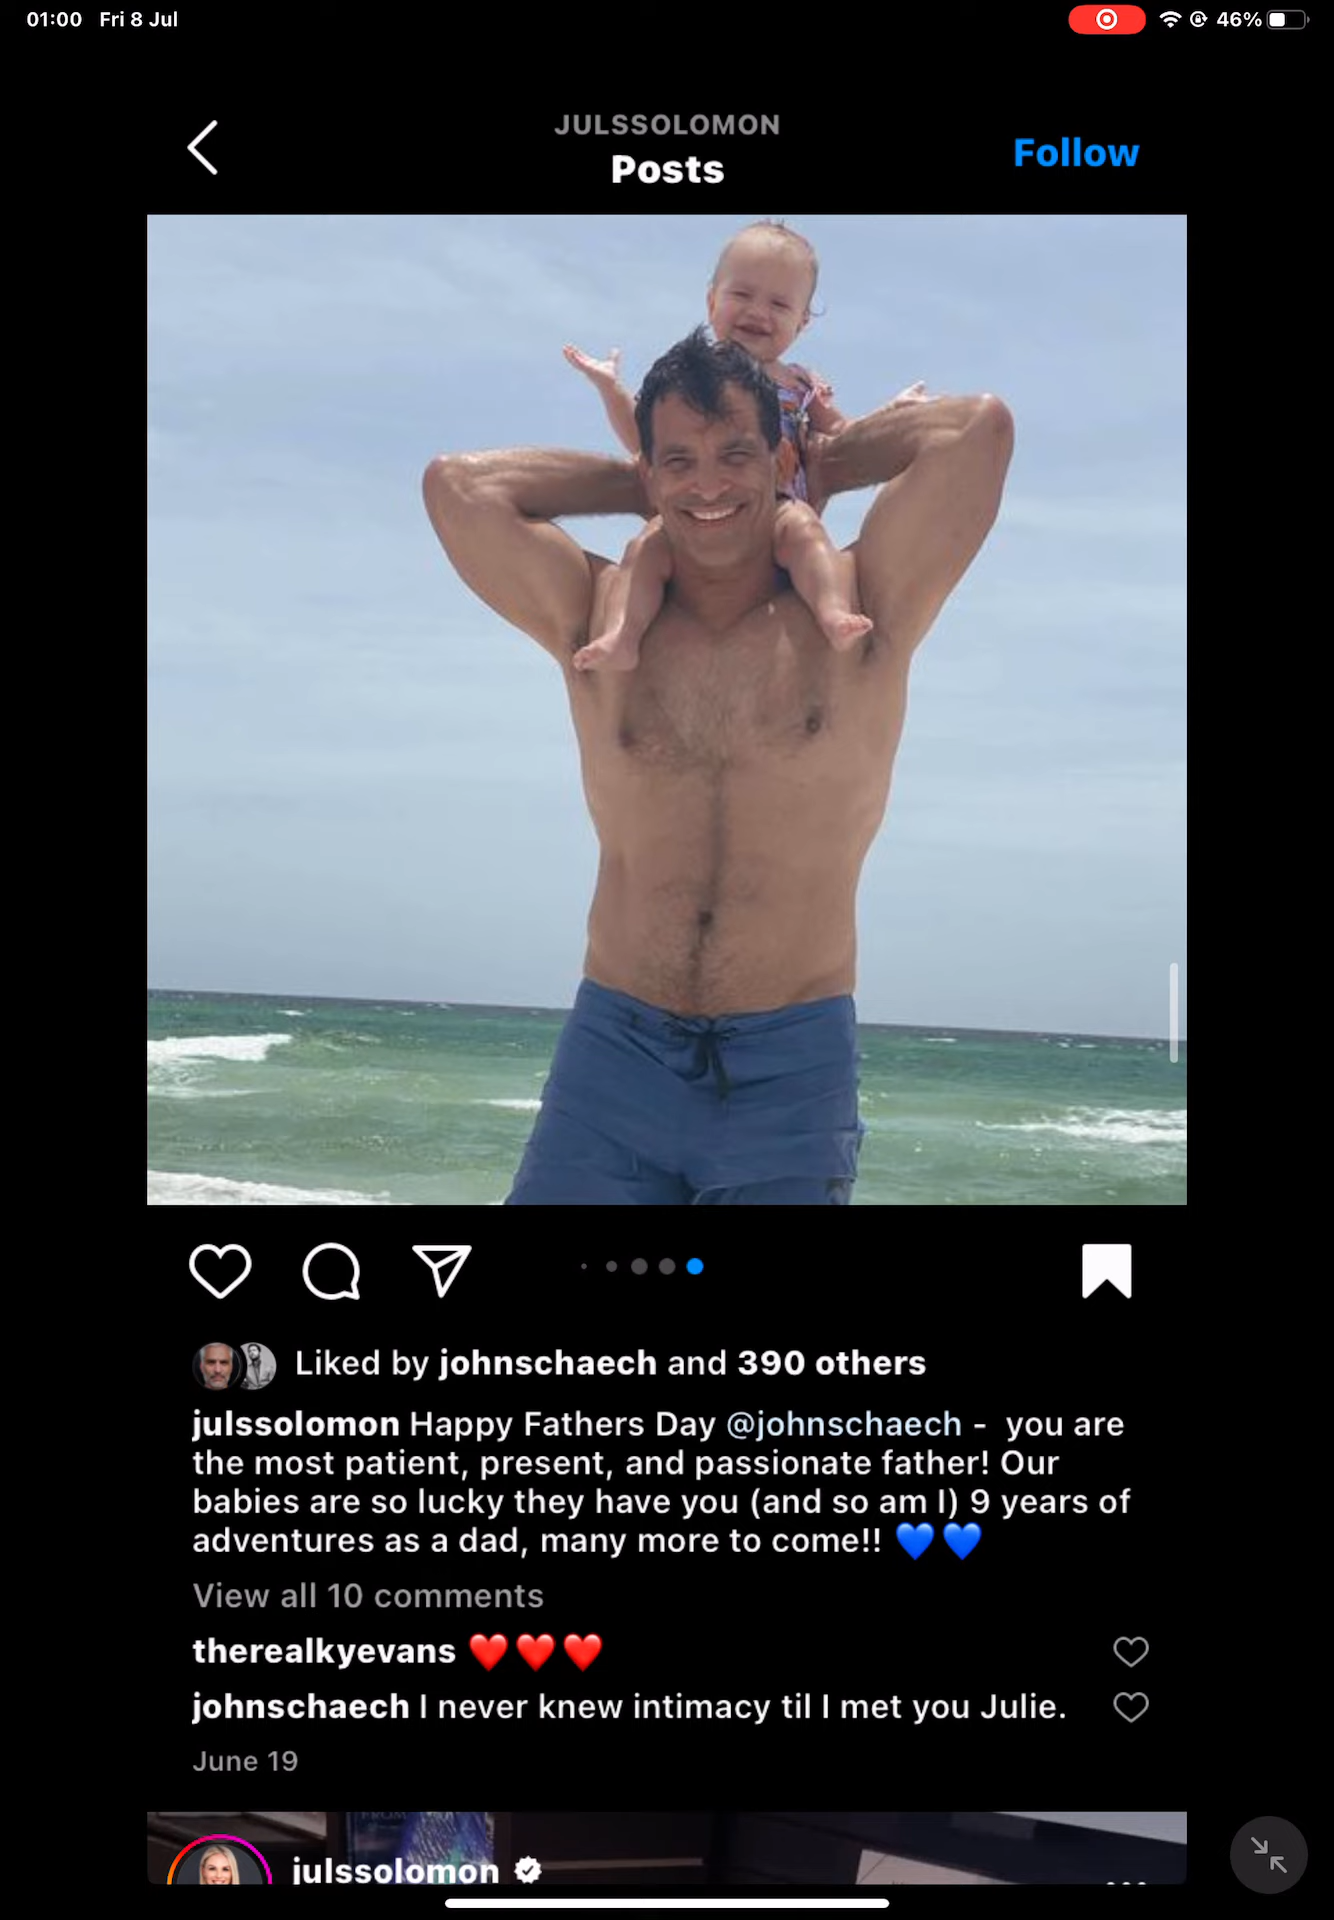 01:00 Fri 8 Jul
46%
JULSSOLOMON
Posts
Follow
Liked by johnschaech and 390 others
julssolomon Happy Fathers Day @johnschaech - you are
the most patient, present, and passionate father! Our
babies are so lucky they have you (and so am I) 9 years of
adventures as a dad, many more to come!! 💙💙
View all 10 comments
therealkyevans ❤️❤️❤️
johnschaech I never knew intimacy til I met you Julie.
June 19
julssolomon